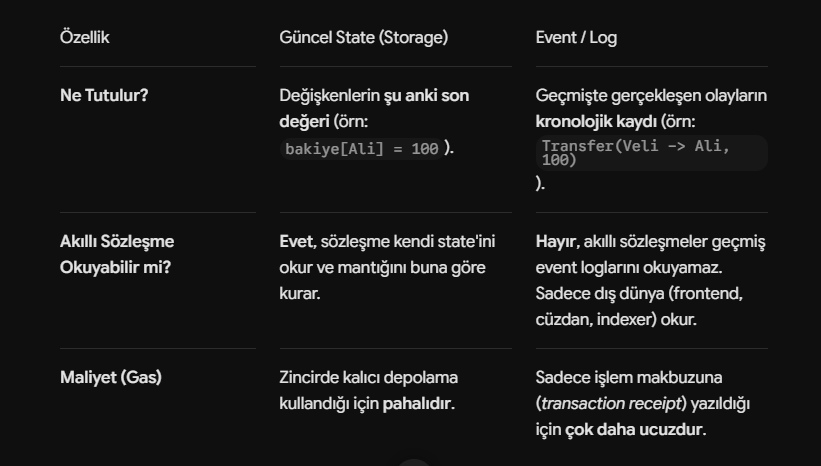 Özellik
Güncel State (Storage)
Event / Log
Ne Tutulur?
Değişkenlerin şu anki son
değeri (örn:
bakiye[Ali] = 100 ).
Geçmişte gerçekleşen olayların
kronolojik kaydı (örn:
Transfer(Veli -> Ali,
100)
).
Akıllı Sözleşme
Okuyabilir mi?
Evet, sözleşme kendi state'ini
okur ve mantığını buna göre
kurar.
Hayır, akıllı sözleşmeler geçmiş
event loglarını okuyamaz.
Sadece dış dünya (frontend,
cüzdan, indexer) okur.
Maliyet (Gas)
Zincirde kalıcı depolama
kullandığı için pahalıdır.
Sadece işlem makbuzuna
(transaction receipt) yazıldığı
için çok daha ucuzdur.